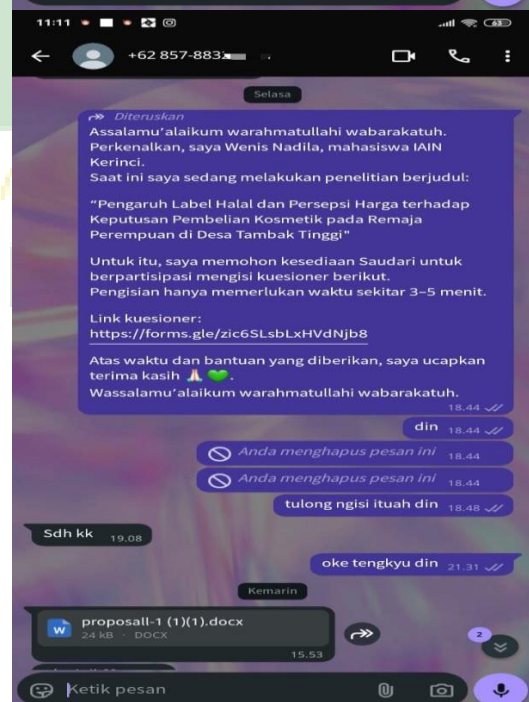 11:11
63
+62 857-883
Selasa
Diteruskan
Assalamu'alaikum warahmatullahi wabarakatuh.
Perkenalkan, saya Wenis Nadila, mahasiswa IAIN
Kerinci.
Saat ini saya sedang melakukan penelitian berjudul:
"Pengaruh Label Halal dan Persepsi Harga terhadap
Keputusan Pembelian Kosmetik pada Remaja
Perempuan di Desa Tambak Tinggi"
Untuk itu, saya memohon kesediaan Saudari untuk
berpartisipasi mengisi kuesioner berikut.
Pengisian hanya memerlukan waktu sekitar 3–5 menit.
Link kuesioner:
https://forms.gle/zic6SLsbLxHVdNjb8
Atas waktu dan bantuan yang diberikan, saya ucapkan
terima kasih 🙏🏻 💚.
Wassalamu'alaikum warahmatullahi wabarakatuh.
18.44
din 18.44
Anda menghapus pesan ini 18.44
Anda menghapus pesan ini 18.44
tulong ngisi ituah din 18.48
Sdh kk 19.08
oke tengkyu din 21.31
Kemarin
W proposall-1 (1)(1).docx
24 kB · DOCX
15.53
2
Ketik pesan